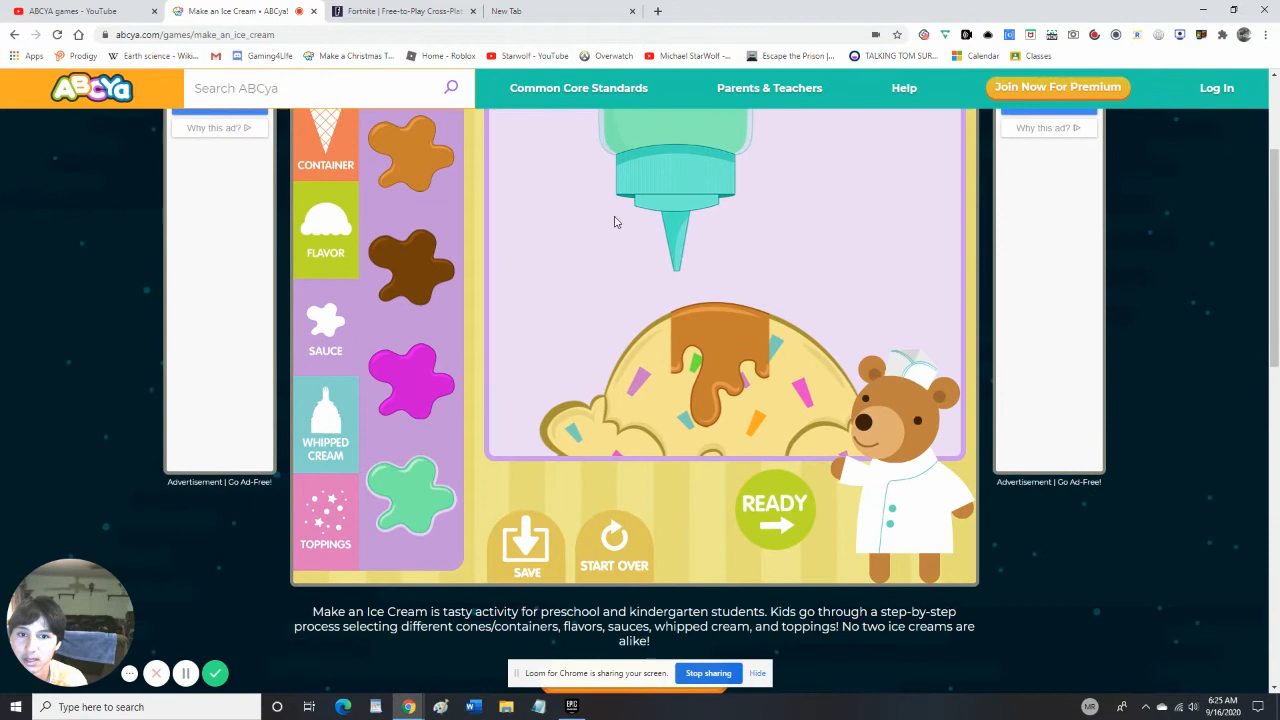 ABCYA games - YouTube
Make an Ice Cream • ABCya!
Fortnite | Free-to-Play Cross-Plat
New Tab
abcya.com/games/make_an_ice_cream
Apps
Prodigy
Earth science - Wiki...
Gaming4life
Make a Christmas T...
Home - Roblox
Starwolf - YouTube
Overwatch
Michael StarWolf -...
Escape the Prison |...
TALKING TOM SUR...
Calendar
Classes
ABCYa
Search ABCya
Common Core Standards
Parents & Teachers
Help
Join Now For Premium
Log In
Why this ad?
Why this ad?
CONTAINER
FLAVOR
SAUCE
WHIPPED
CREAM
TOPPINGS
READY
SAVE
START OVER
Advertisement | Go Ad-Free!
Advertisement | Go Ad-Free!
Make an Ice Cream is tasty activity for preschool and kindergarten students. Kids go through a step-by-step
process selecting different cones/containers, flavors, sauces, whipped cream, and toppings! No two ice creams are
alike!
Loom for Chrome is sharing your screen.
Stop sharing
Hide
Type here to search
EPIC
MR
6:25 AM
9/16/2020